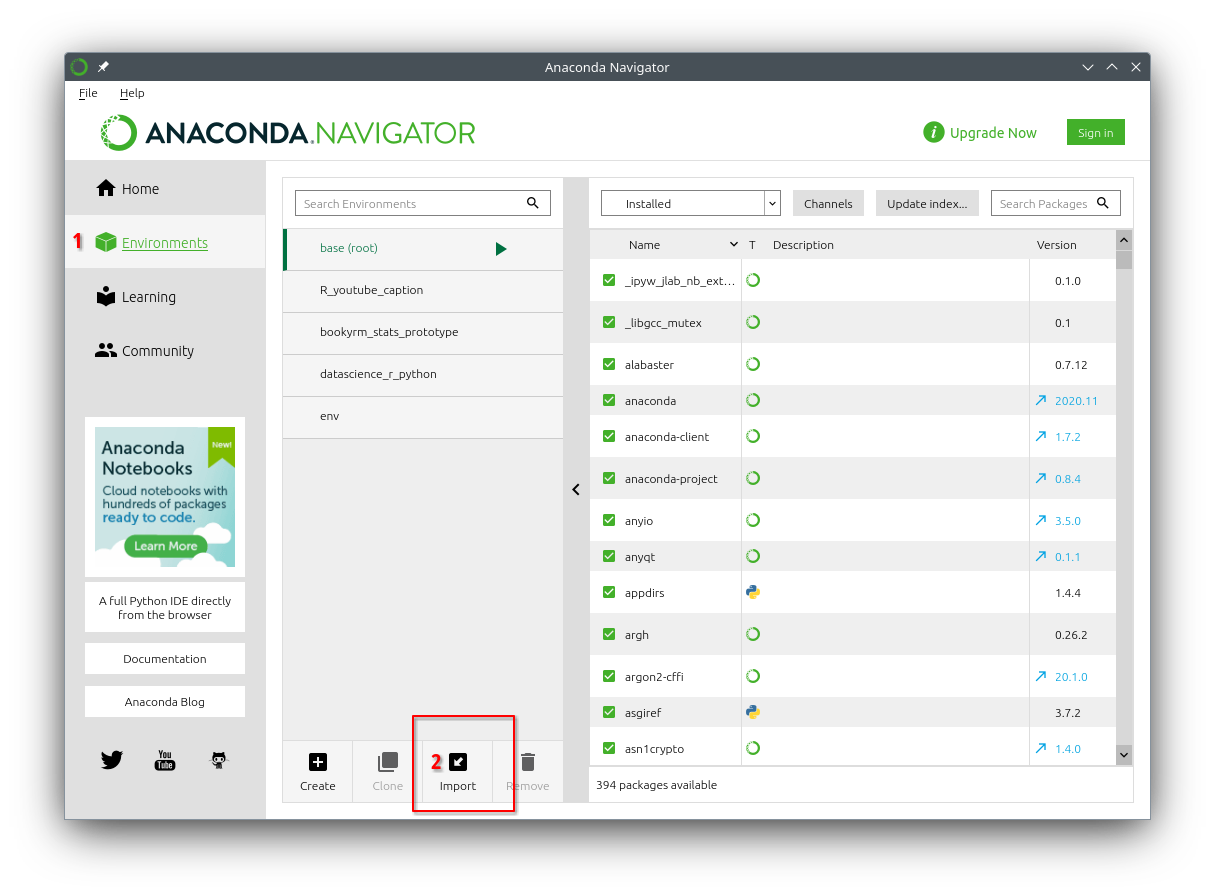 Anaconda Navigator
File Help
ANACONDA.NAVIGATOR
i Upgrade Now Sign in
Home
1 Environments
Learning
Community
Anaconda
Notebooks
New!
Cloud notebooks with
hundreds of packages
ready to code.
Learn More
A full Python IDE directly
from the browser
Documentation
Anaconda Blog
You
Tube
Search Environments
base (root)
R_youtube_caption
bookyrm_stats_prototype
datascience_r_python
env
Create Clone 2 Import Remove
Installed Channels Update index... Search Packages
Name T Description Version
_ipyw_jlab_nb_ext... 0.1.0
_libgcc_mutex 0.1
alabaster 0.7.12
anaconda 2020.11
anaconda-client 1.7.2
anaconda-project 0.8.4
anyio 3.5.0
anyqt 0.1.1
appdirs 1.4.4
argh 0.26.2
argon2-cffi 20.1.0
asgiref 3.7.2
asn1crypto 1.4.0
394 packages available